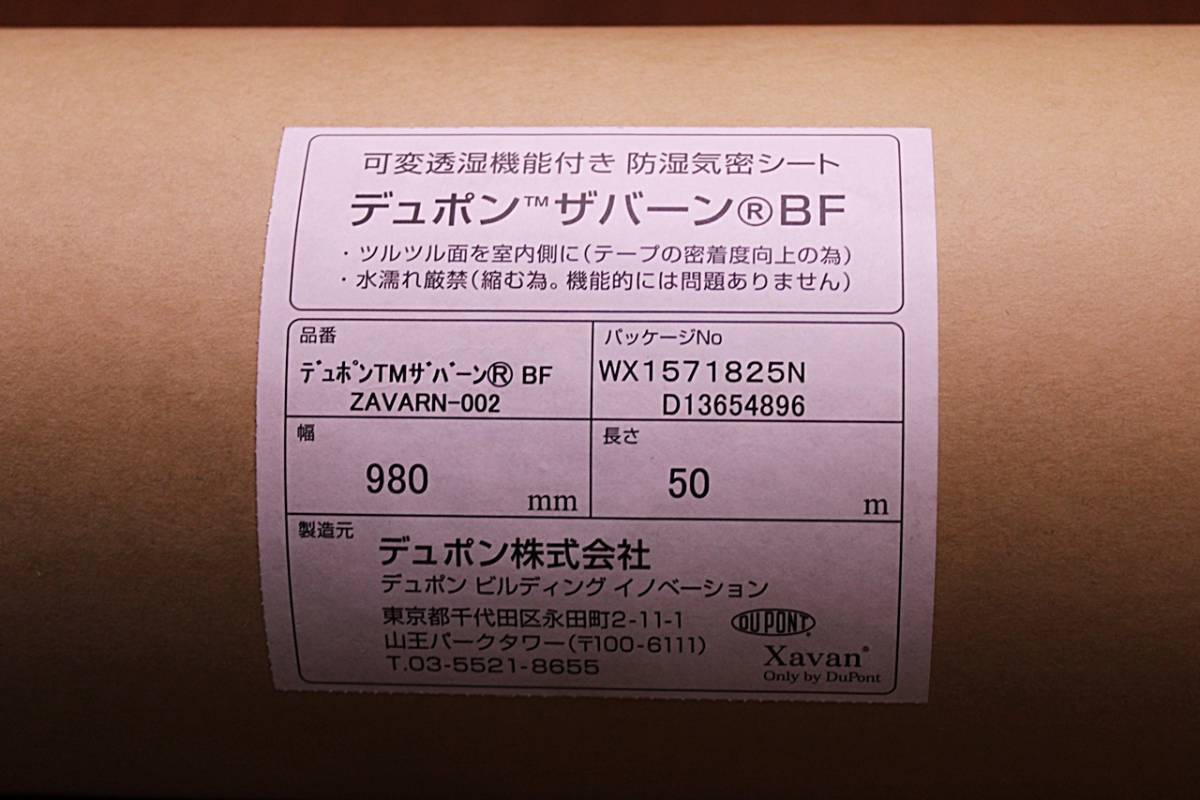 可変透湿機能付き 防湿気密シート
デュポン™ザバーン®BF
・ツルツル面を室内側に(テープの密着度向上の為)
・水濡れ厳禁(縮む為。機能的には問題ありません)
品番
ﾃﾞｭﾎﾟﾝTMｻﾞﾊﾞｰﾝ® BF
ZAVARN-002
パッケージNo
WX1571825N
D13654896
幅
980 mm
長さ
50 m
製造元
デュポン株式会社
デュポン ビルディング イノベーション
東京都千代田区永田町2-11-1
山王パークタワー(〒100-6111)
T.03-5521-8655
DUPONT
Xavan®
Only by DuPont